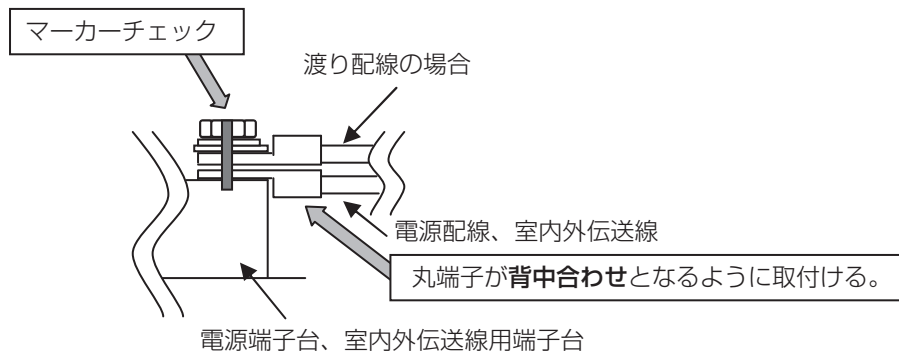 マーカーチェック
渡り配線の場合
電源配線、室内外伝送線
丸端子が背中合わせとなるように取付ける。
電源端子台、室内外伝送線用端子台